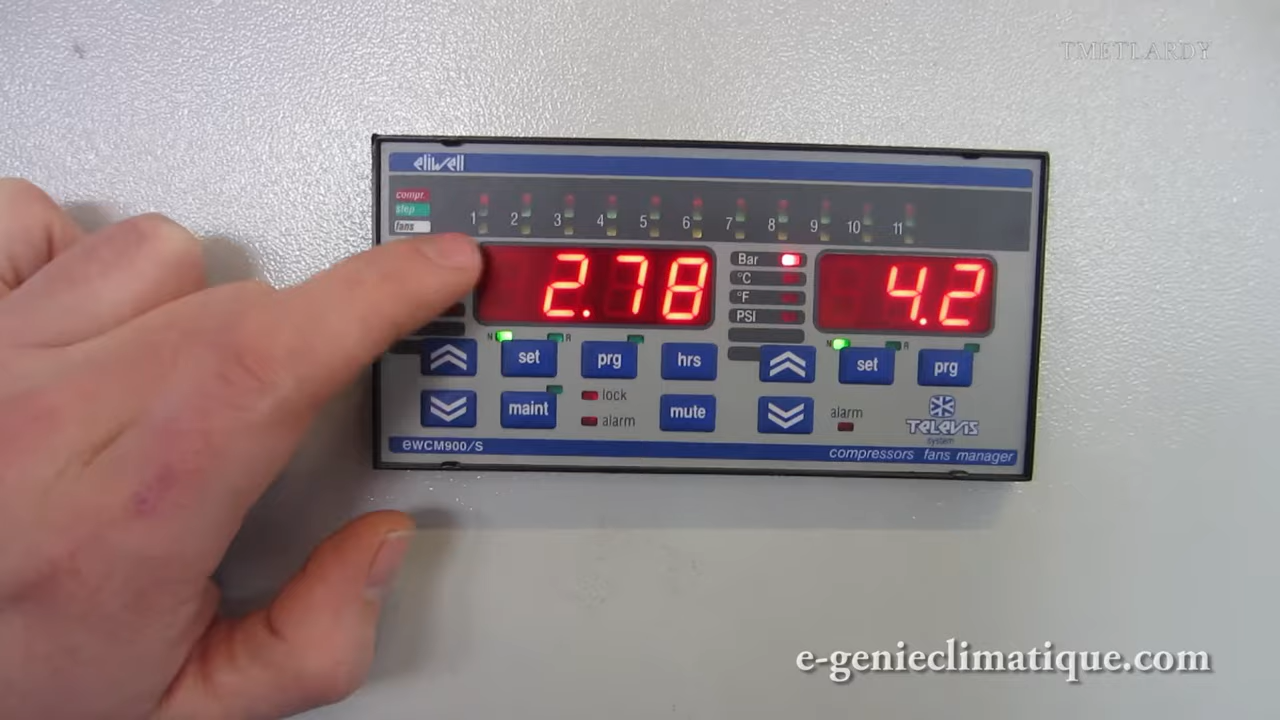 TMETLARDY
eliwell
compr.
step
fans
1 2 3 4 5 6 7 8 9 10 11
2.78
Bar
°C
°F
PSI
4.2
N R
set
prg
hrs
N R
set
prg
maint
lock
alarm
mute
alarm
TELEVIS
system
eWCM900/S
compressors fans manager
e-genieclimatique.com